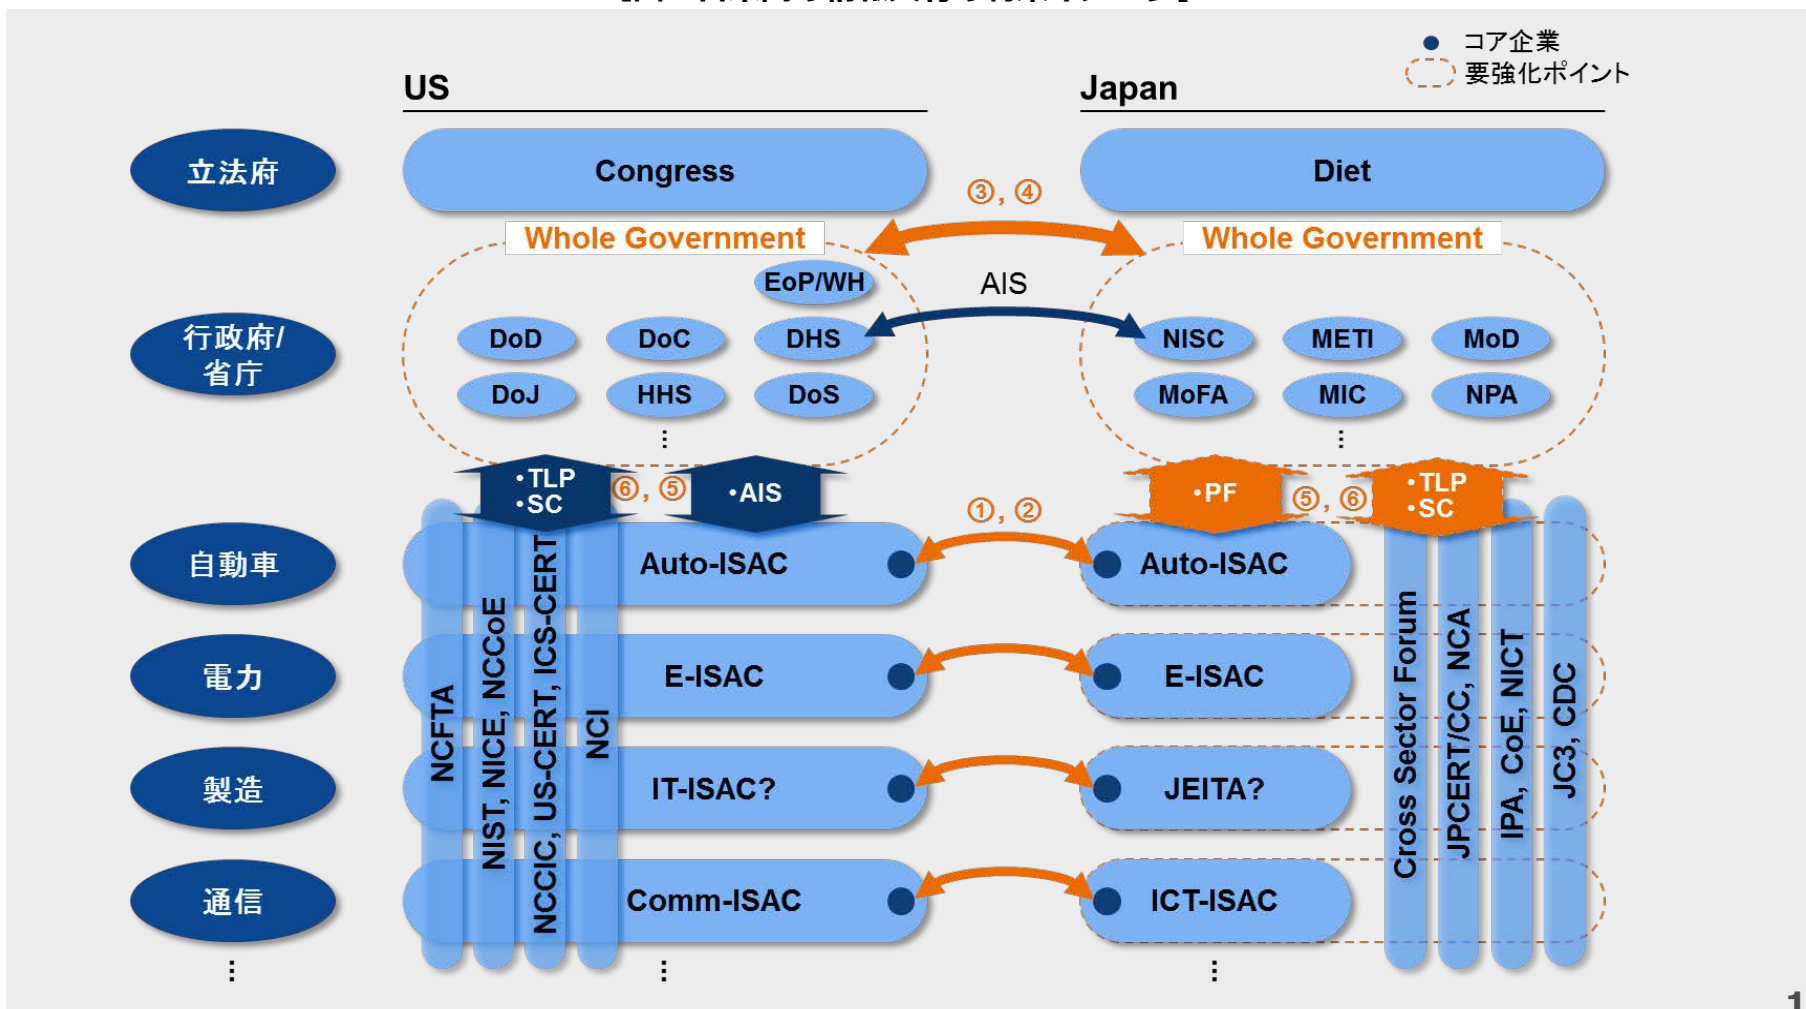 コア企業
要強化ポイント
US
Japan
立法府
Congress
③, ④
Diet
Whole Government
Whole Government
EoP/WH
AIS
行政府/
省庁
DoD
DoC
DHS
NISC
METI
MoD
DoJ
HHS
DoS
MoFA
MIC
NPA
⋮
⋮
・TLP
・SC
⑥, ⑤
・AIS
・PF
⑤, ⑥
・TLP
・SC
①, ②
自動車
Auto-ISAC
Auto-ISAC
電力
E-ISAC
E-ISAC
製造
IT-ISAC?
JEITA?
通信
Comm-ISAC
ICT-ISAC
NCFTA
NIST, NICE, NCCoE
NCCIC, US-CERT, ICS-CERT
NCI
Cross Sector Forum
JPCERT/CC, NCA
IPA, CoE, NICT
JC3, CDC
⋮
⋮
⋮
1